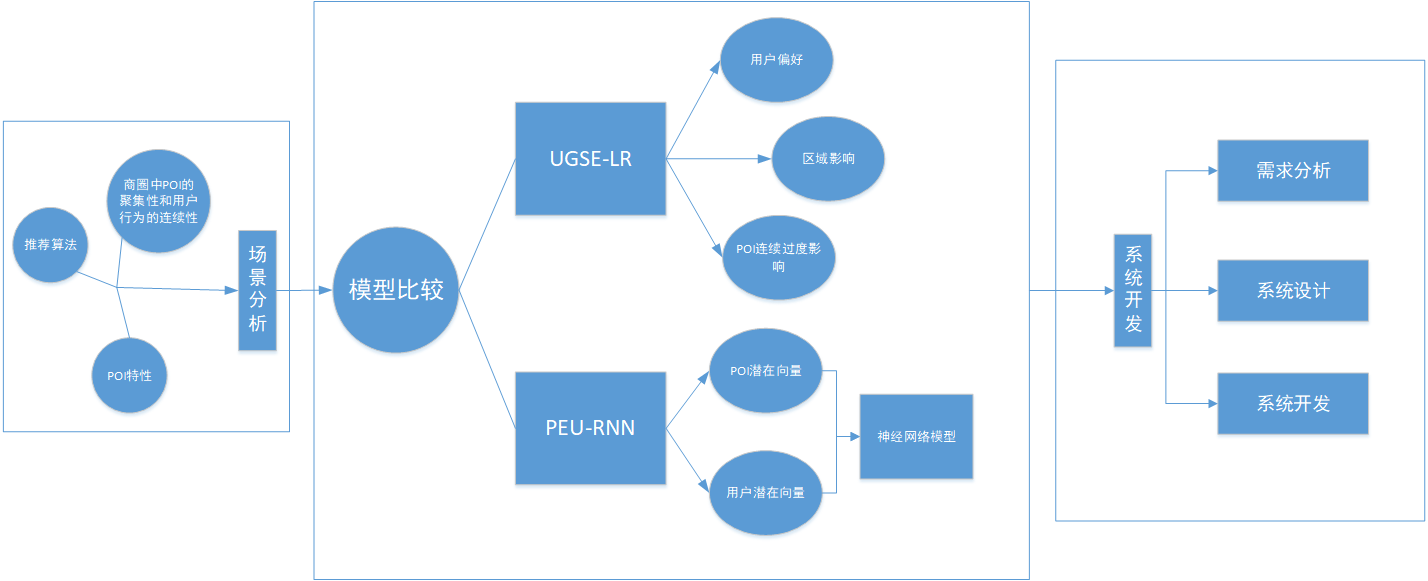 推荐算法
商圈中POI的
聚集性和用户
行为的连续性
POI特性
场
景
分
析
模型比较
UGSE-LR
用户偏好
区域影响
POI连续过度影
响
PEU-RNN
POI潜在向量
用户潜在向量
神经网络模型
系
统
开
发
需求分析
系统设计
系统开发